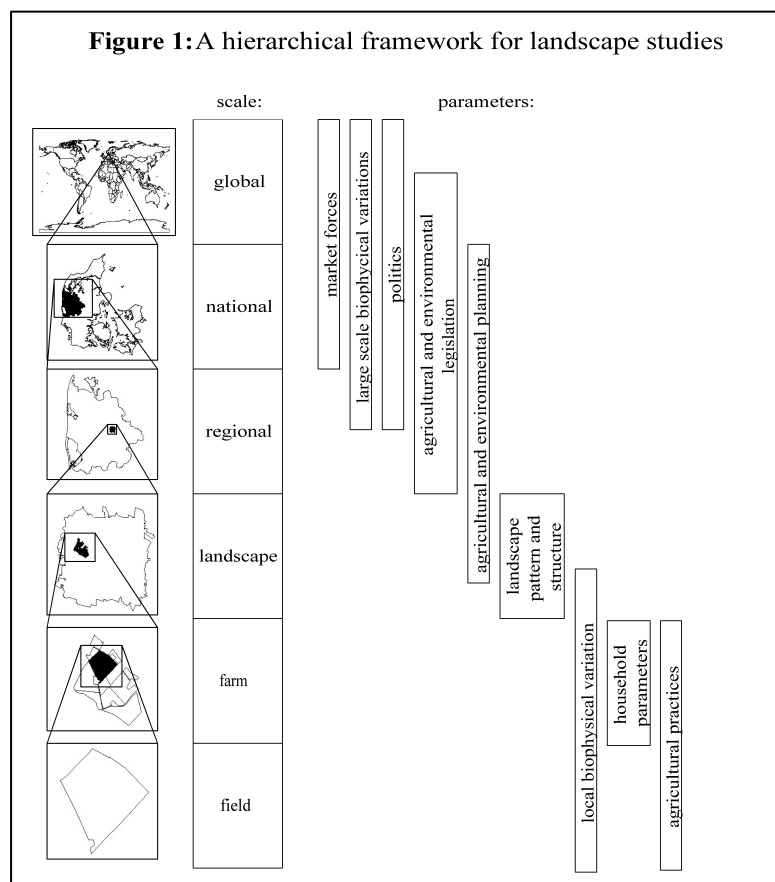 Figure 1: A hierarchical framework for landscape studies
scale:
parameters:
global
national
regional
landscape
farm
field
market forces
large scale biophycical variations
politics
agricultural and environmental
legislation
agricultural and environmental planning
landscape
pattern and
structure
local biophysical variation
household
parameters
agricultural practices